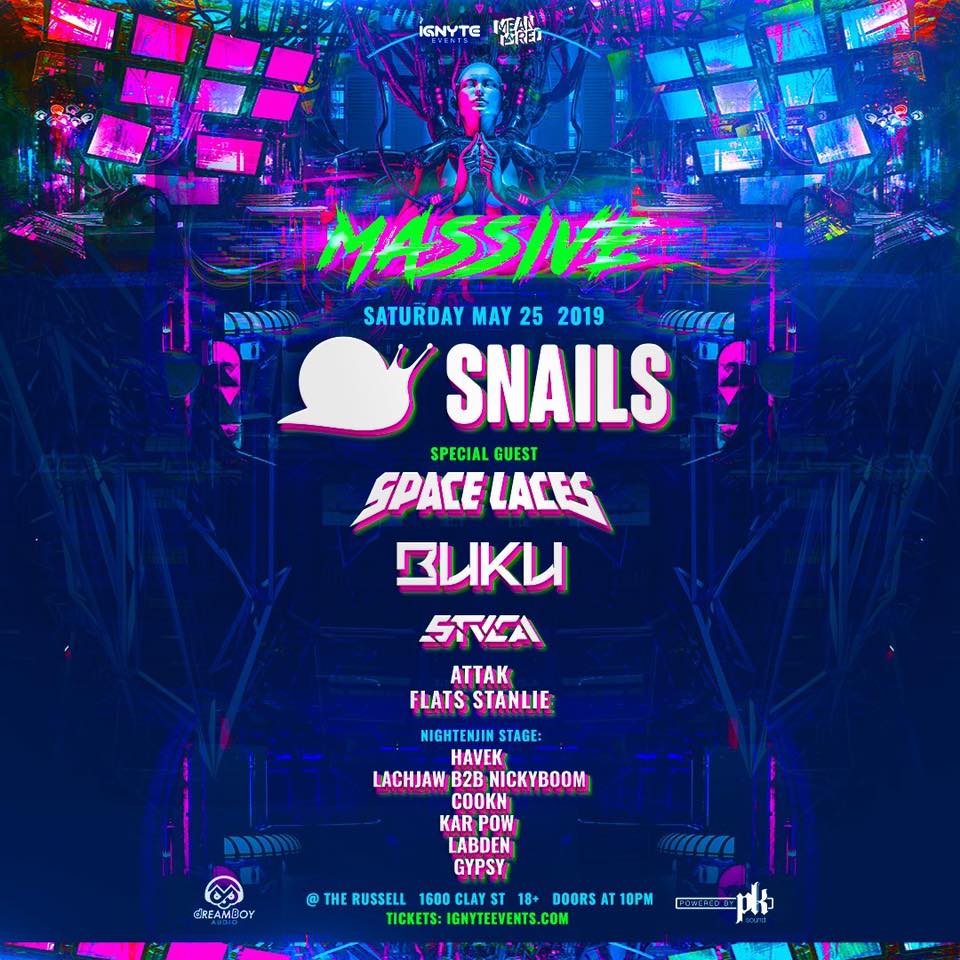 IGNYTE
EVENTS
MEAN
RED
MASSIVE
SATURDAY MAY 25 2019
SNAILS
SPECIAL GUEST
SPACE LACES
BUKU
STVCA
ATTAK
FLATS STANLIE
NIGHTENJIN STAGE:
HAVEK
LACHJAW B2B NICKYBOOM
COOKN
KAR POW
LABDEN
GYPSY
@ THE RUSSELL 1600 CLAY ST 18+ DOORS AT 10PM
TICKETS: IGNYTEEVENTS.COM
dREAMBOY
AUDIO
POWERED BY pk
sound